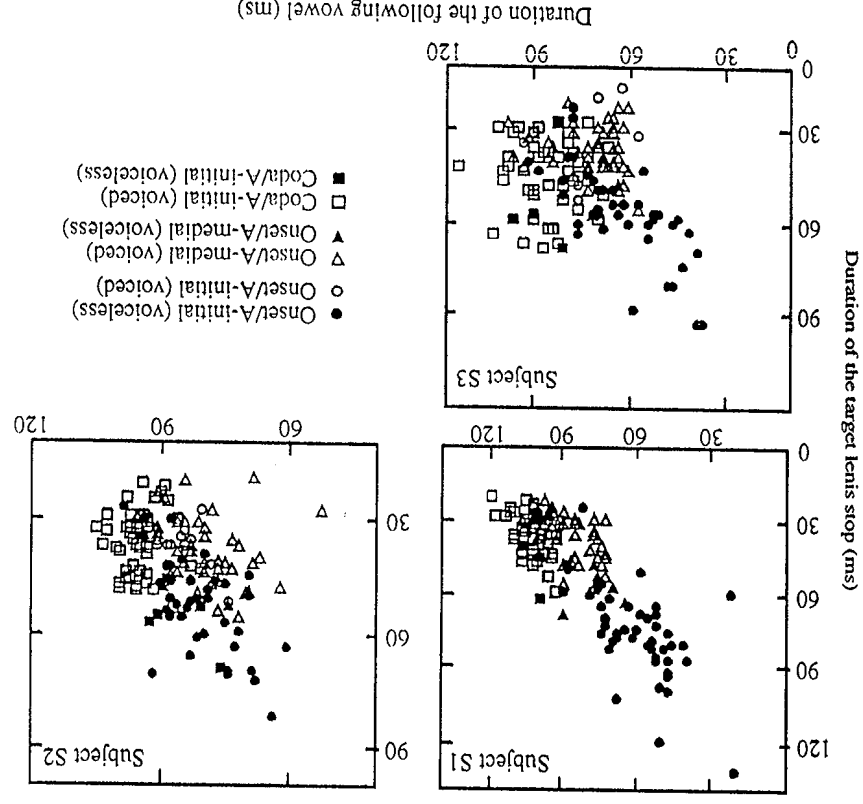 Subject S1
120
90
60
30
0
30
60
90
120
Subject S2
90
60
30
60
90
120
Duration of the target lenis stop (ms)
Subject S3
90
60
30
0
0
30
60
90
120
Onset/A-initial (voiceless)
Onset/A-initial (voiced)
Onset/A-medial (voiced)
Onset/A-medial (voiceless)
Coda/A-initial (voiced)
Coda/A-initial (voiceless)
Duration of the following vowel (ms)